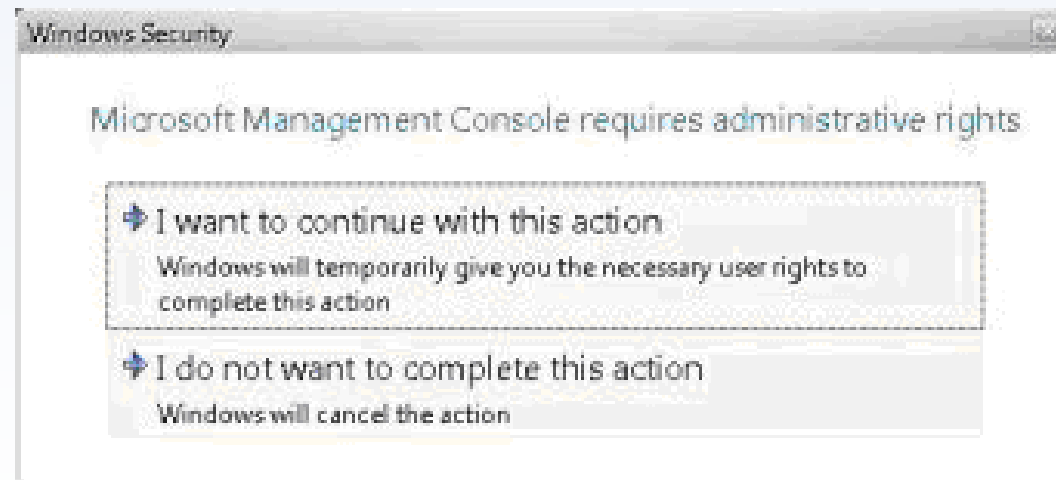 Windows Security
Microsoft Management Console requires administrative rights
I want to continue with this action
Windows will temporarily give you the necessary user rights to
complete this action
I do not want to complete this action
Windows will cancel the action